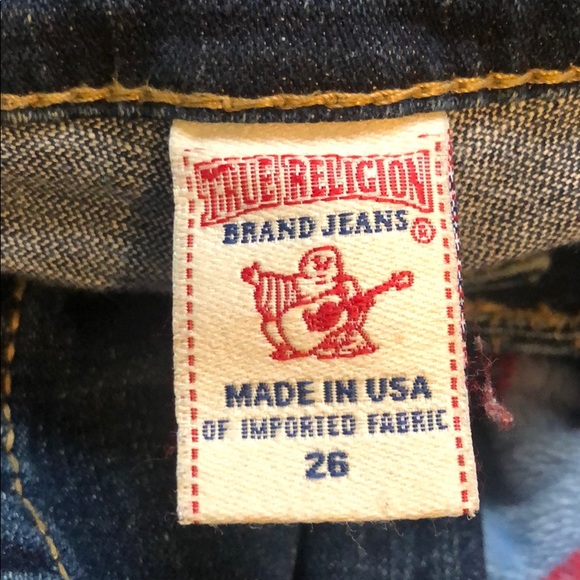 TRUE RELIGION
BRAND JEANS ®
MADE IN USA
OF IMPORTED FABRIC
26